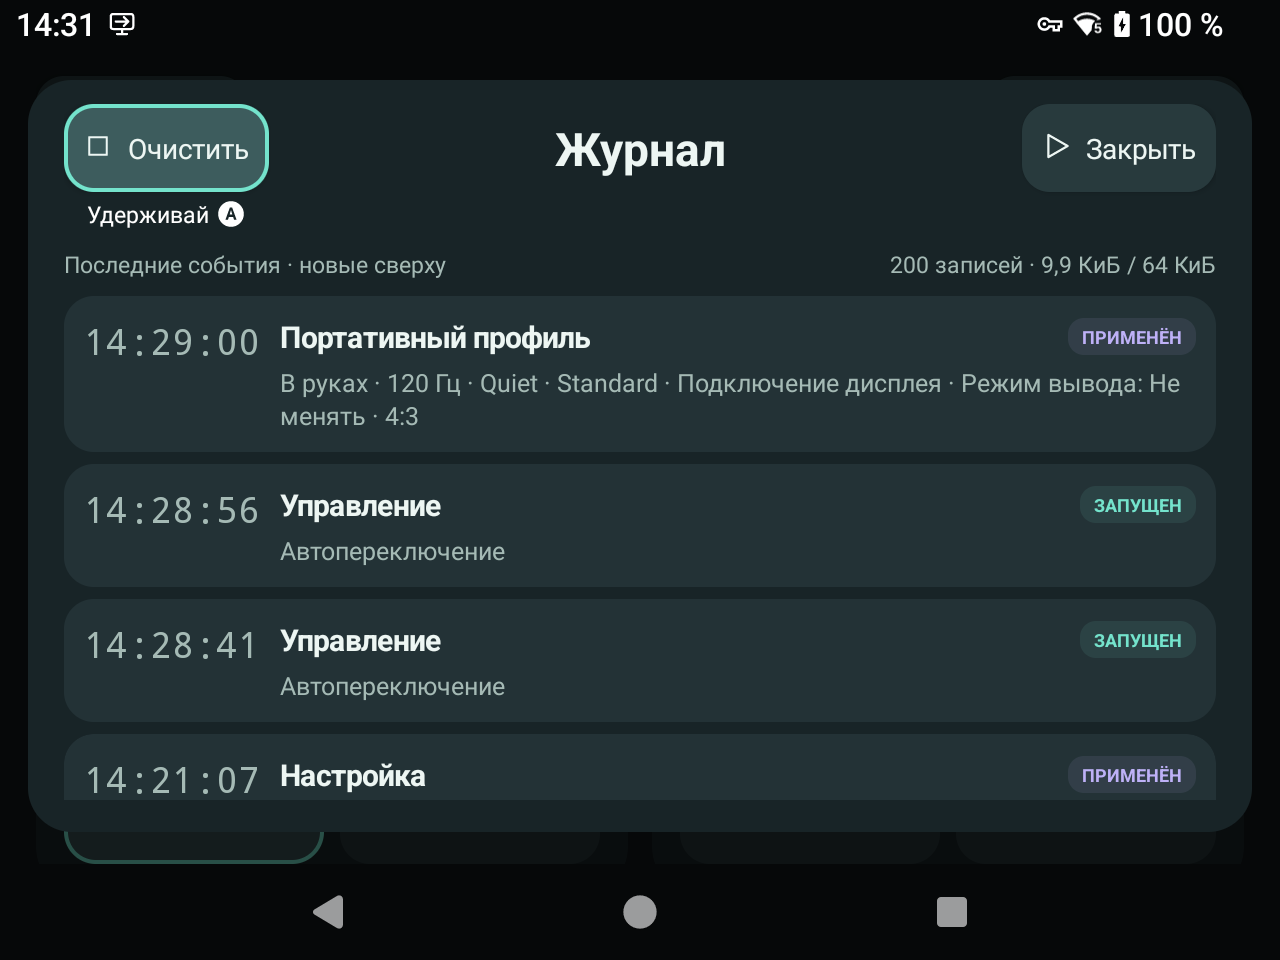 14:31
5 100 %
Очистить
Журнал
Закрыть
Удерживай A
Последние события · новые сверху
200 записей · 9,9 КиБ / 64 КиБ
14:29:00 Портативный профиль ПРИМЕНЁН
В руках · 120 Гц · Quiet · Standard · Подключение дисплея · Режим вывода: Не
менять · 4:3
14:28:56 Управление ЗАПУЩЕН
Автопереключение
14:28:41 Управление ЗАПУЩЕН
Автопереключение
14:21:07 Настройка ПРИМЕНЁН